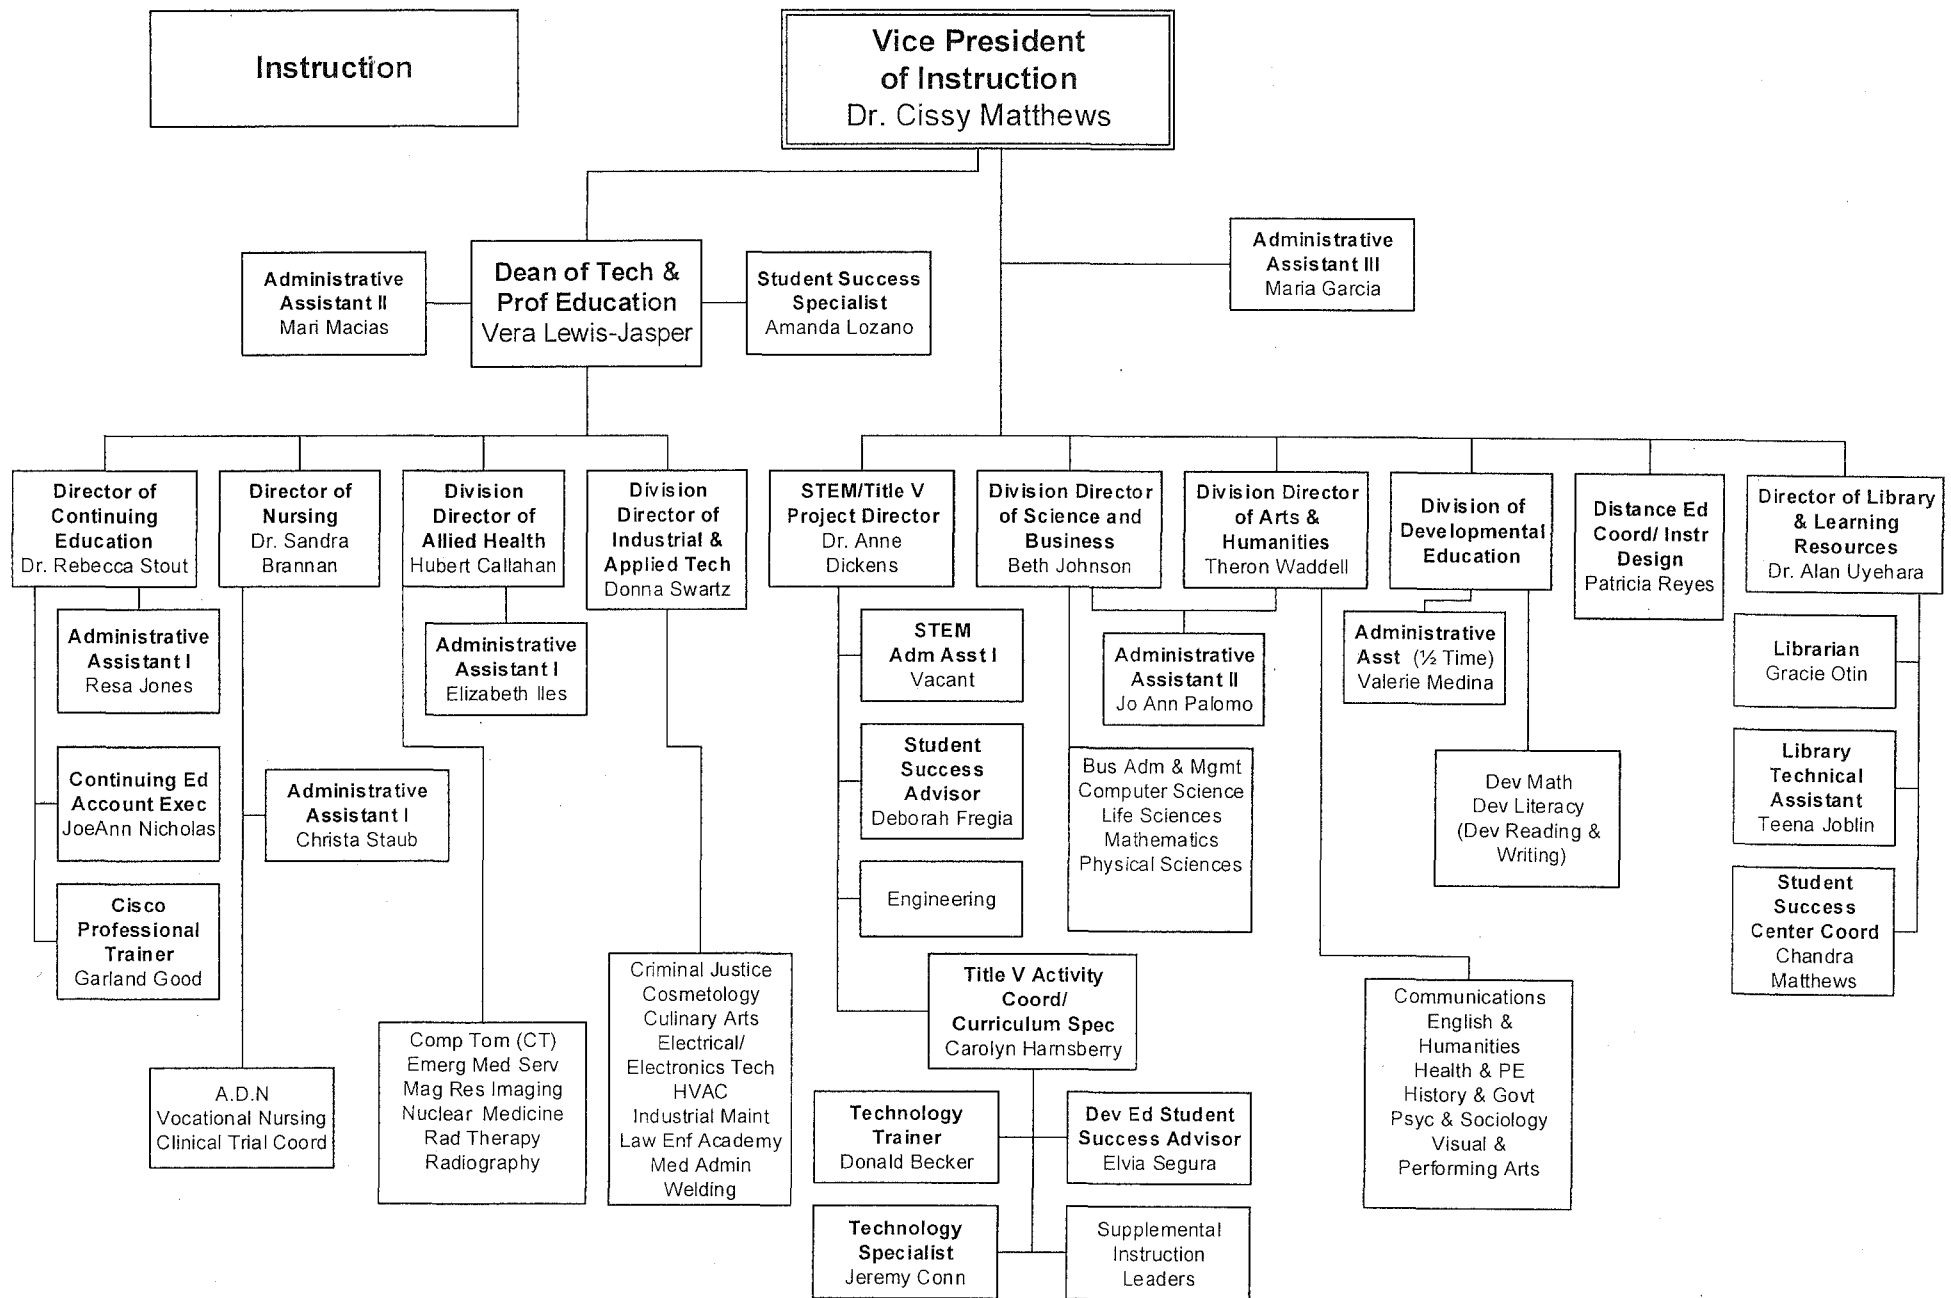 Instruction
Vice President
of Instruction
Dr. Cissy Matthews
Administrative
Assistant II
Mari Macias
Dean of Tech &
Prof Education
Vera Lewis-Jasper
Student Success
Specialist
Amanda Lozano
Administrative
Assistant III
Maria Garcia
Director of
Continuing
Education
Dr. Rebecca Stout
Director of
Nursing
Dr. Sandra
Brannan
Division
Director of
Allied Health
Hubert Callahan
Division
Director of
Industrial &
Applied Tech
Donna Swartz
STEM/Title V
Project Director
Dr. Anne
Dickens
Division Director
of Science and
Business
Beth Johnson
Division Director
of Arts &
Humanities
Theron Waddell
Division of
Developmental
Education
Distance Ed
Coord/ Instr
Design
Patricia Reyes
Director of Library
& Learning
Resources
Dr. Alan Uyehara
Administrative
Assistant I
Resa Jones
Administrative
Assistant I
Elizabeth Iles
STEM
Adm Asst I
Vacant
Administrative
Assistant II
Jo Ann Palomo
Administrative
Asst (½ Time)
Valerie Medina
Librarian
Gracie Otin
Continuing Ed
Account Exec
JoeAnn Nicholas
Administrative
Assistant I
Christa Staub
Student
Success
Advisor
Deborah Fregia
Bus Adm & Mgmt
Computer Science
Life Sciences
Mathematics
Physical Sciences
Dev Math
Dev Literacy
(Dev Reading &
Writing)
Library
Technical
Assistant
Teena Joblin
Cisco
Professional
Trainer
Garland Good
Engineering
Student
Success
Center Coord
Chandra
Matthews
Criminal Justice
Cosmetology
Culinary Arts
Electrical/
Electronics Tech
HVAC
Industrial Maint
Law Enf Academy
Med Admin
Welding
Title V Activity
Coord/
Curriculum Spec
Carolyn Harnsberry
Communications
English &
Humanities
Health & PE
History & Govt
Psyc & Sociology
Visual &
Performing Arts
Comp Tom (CT)
Emerg Med Serv
Mag Res Imaging
Nuclear Medicine
Rad Therapy
Radiography
A.D.N
Vocational Nursing
Clinical Trial Coord
Technology
Trainer
Donald Becker
Dev Ed Student
Success Advisor
Elvia Segura
Technology
Specialist
Jeremy Conn
Supplemental
Instruction
Leaders